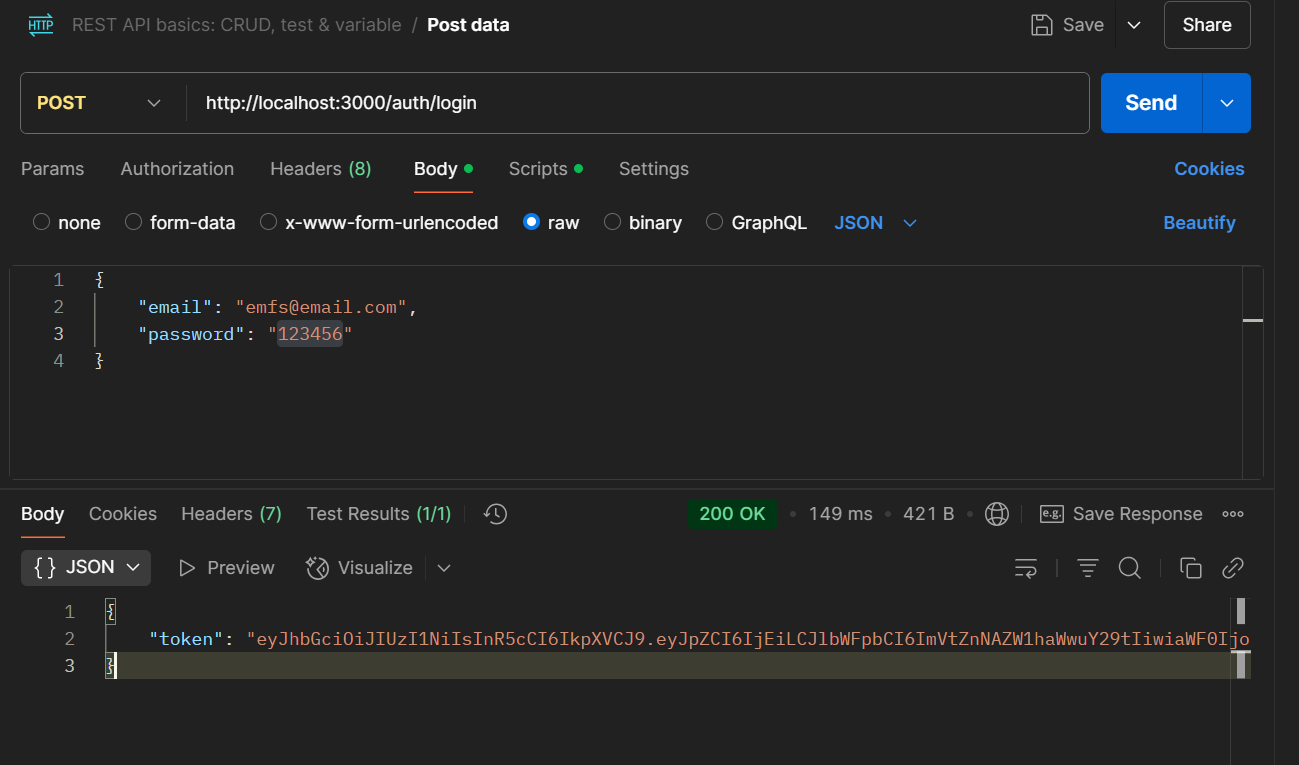 HTTP REST API basics: CRUD, test & variable / Post data Save Share
POST http://localhost:3000/auth/login Send
Params Authorization Headers (8) Body Scripts Settings Cookies
none form-data x-www-form-urlencoded raw binary GraphQL JSON Beautify
1 {
2 "email": "emfs@email.com",
3 "password": "123456"
4 }
Body Cookies Headers (7) Test Results (1/1) 200 OK • 149 ms • 421 B • e.g. Save Response
{} JSON Preview Visualize
1 {
2 "token": "eyJhbGciOiJIUzI1NiIsInR5cCI6IkpXVCJ9.eyJpZCI6IjEiLCJlbWFpbCI6ImVtZnNAZW1haWwuY29tIiwiaWF0Ijo
3 }